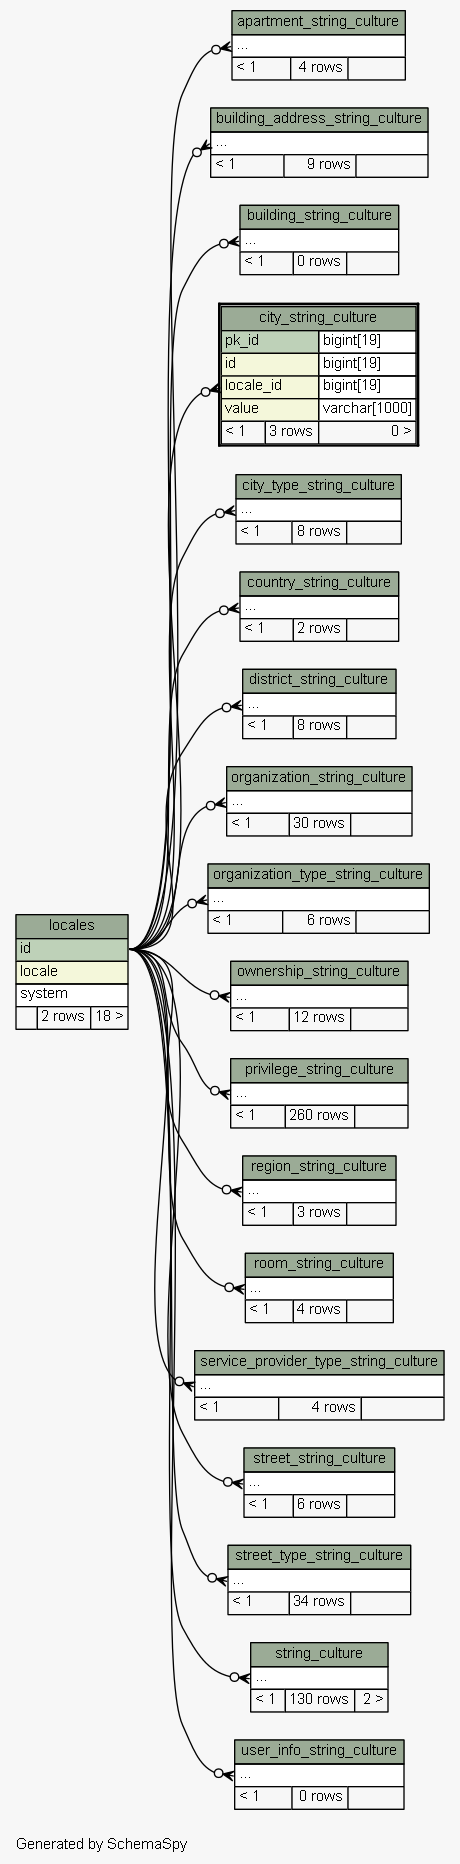 apartment_string_culture
...
< 1 4 rows
building_address_string_culture
...
< 1 9 rows
building_string_culture
...
< 1 0 rows
city_string_culture
pk_id bigint[19]
id bigint[19]
locale_id bigint[19]
value varchar[1000]
< 1 3 rows 0 >
city_type_string_culture
...
< 1 8 rows
country_string_culture
...
< 1 2 rows
district_string_culture
...
< 1 8 rows
organization_string_culture
...
< 1 30 rows
organization_type_string_culture
...
< 1 6 rows
locales
id
locale
system
2 rows 18 >
ownership_string_culture
...
< 1 12 rows
privilege_string_culture
...
< 1 260 rows
region_string_culture
...
< 1 3 rows
room_string_culture
...
< 1 4 rows
service_provider_type_string_culture
...
< 1 4 rows
street_string_culture
...
< 1 6 rows
street_type_string_culture
...
< 1 34 rows
string_culture
...
< 1 130 rows 2 >
user_info_string_culture
...
< 1 0 rows
Generated by SchemaSpy